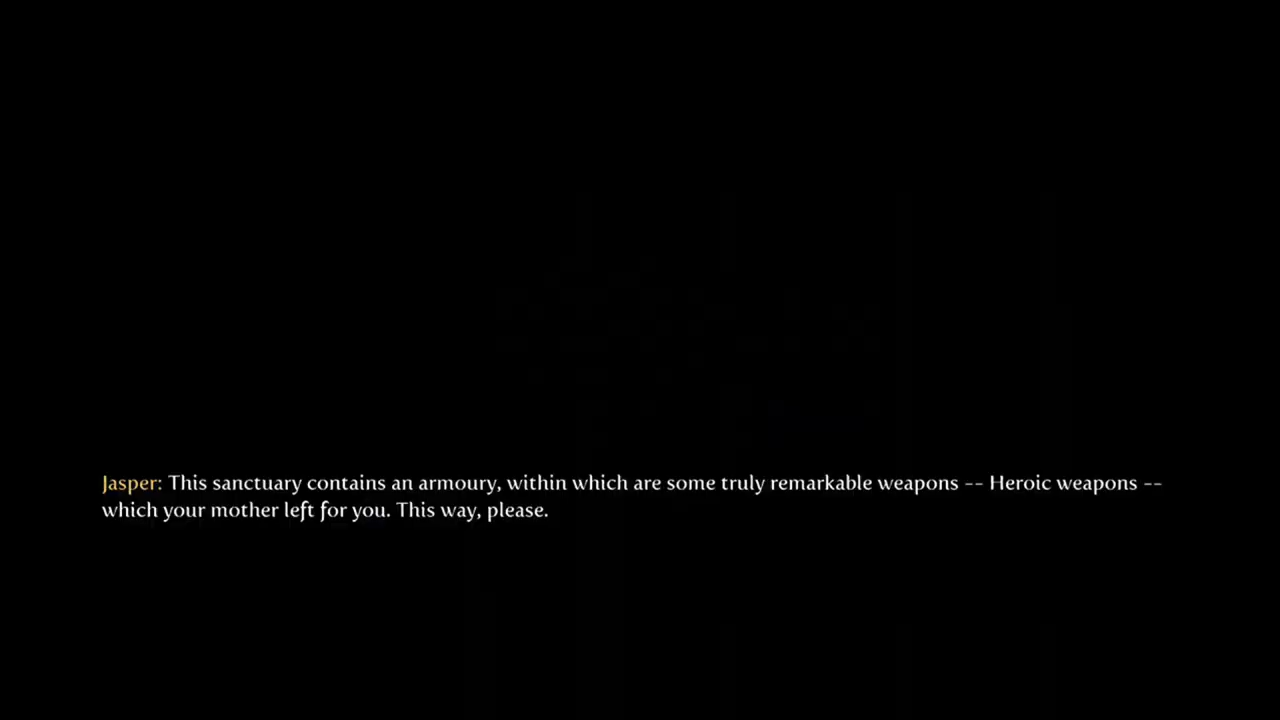 Jasper: This sanctuary contains an armoury, within which are some truly remarkable weapons -- Heroic weapons --
which your mother left for you. This way, please.